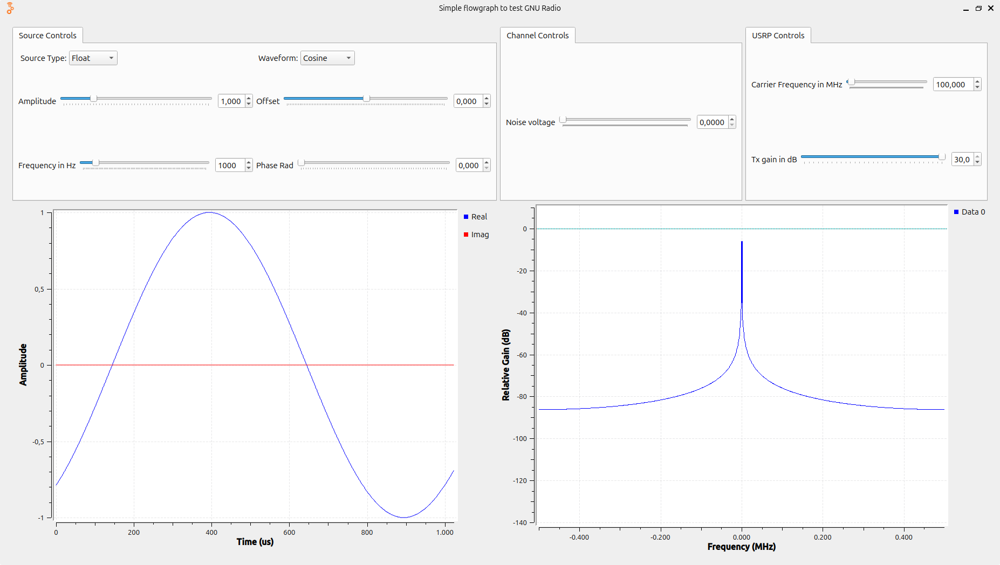 Simple flowgraph to test GNU Radio
Source Controls
Source Type: Float
Waveform: Cosine
Amplitude 1,000
Offset 0,000
Frequency in Hz 1000
Phase Rad 0,000
Channel Controls
Noise voltage 0,0000
USRP Controls
Carrier Frequency in MHz 100,000
Tx gain in dB 30,0
1
0,5
0
-0,5
-1
Amplitude
0 200 400 600 800 1.000
Time (us)
Real
Imag
0
-20
-40
-60
-80
-100
-120
-140
Relative Gain (dB)
-0.400 -0.200 0.000 0.200 0.400
Frequency (MHz)
Data 0